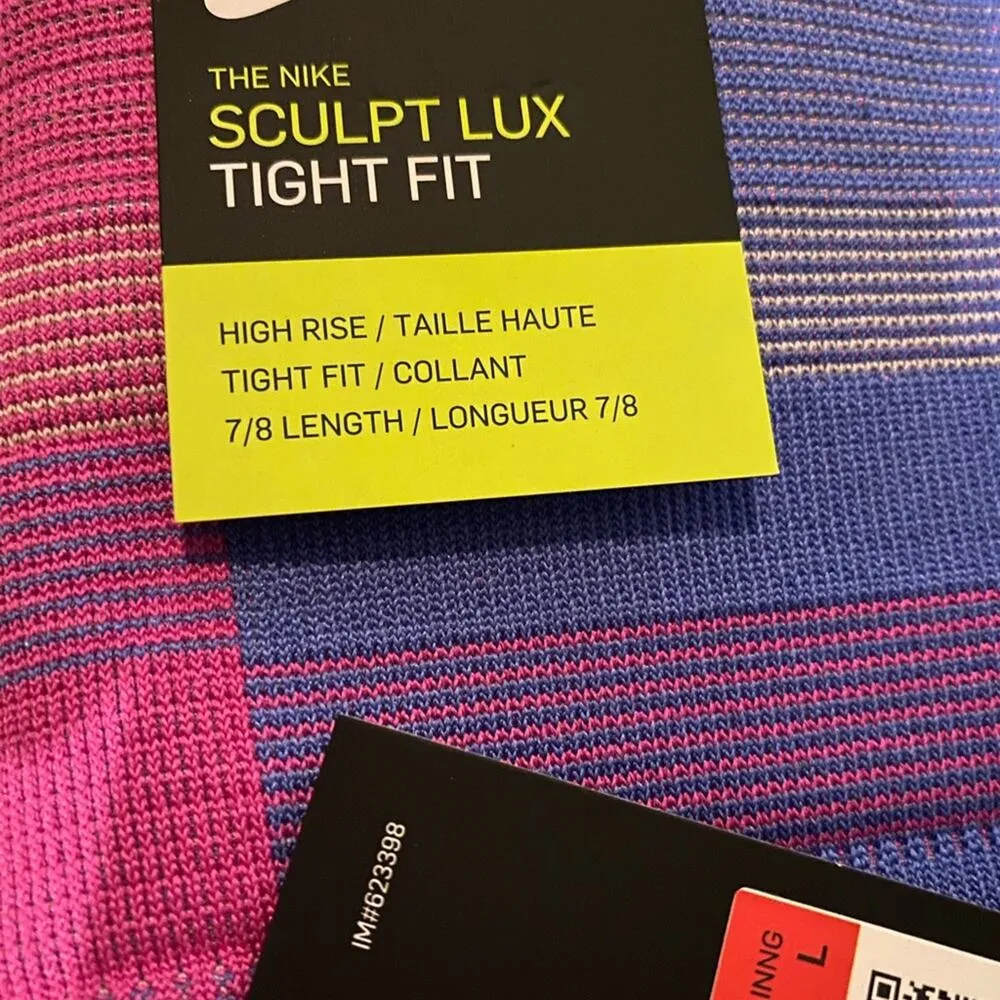 THE NIKE
SCULPT LUX
TIGHT FIT
HIGH RISE / TAILLE HAUTE
TIGHT FIT / COLLANT
7/8 LENGTH / LONGUEUR 7/8
IM#623398
INNG
L